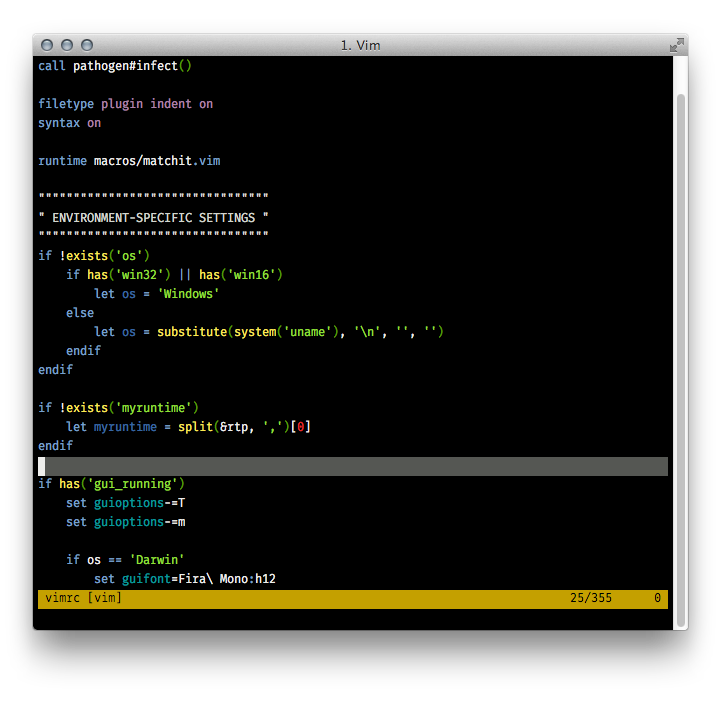 1. Vim
call pathogen#infect()
filetype plugin indent on
syntax on
runtime macros/matchit.vim
"""""""""""""""""""""""""""""""""
" ENVIRONMENT-SPECIFIC SETTINGS "
"""""""""""""""""""""""""""""""""
if !exists('os')
    if has('win32') || has('win16')
        let os = 'Windows'
    else
        let os = substitute(system('uname'), '\n', '', '')
    endif
endif
if !exists('myruntime')
    let myruntime = split(&rtp, ',')[0]
endif
if has('gui_running')
    set guioptions-=T
    set guioptions-=m
    if os == 'Darwin'
        set guifont=Fira\ Mono:h12
vimrc [vim] 25/355 0